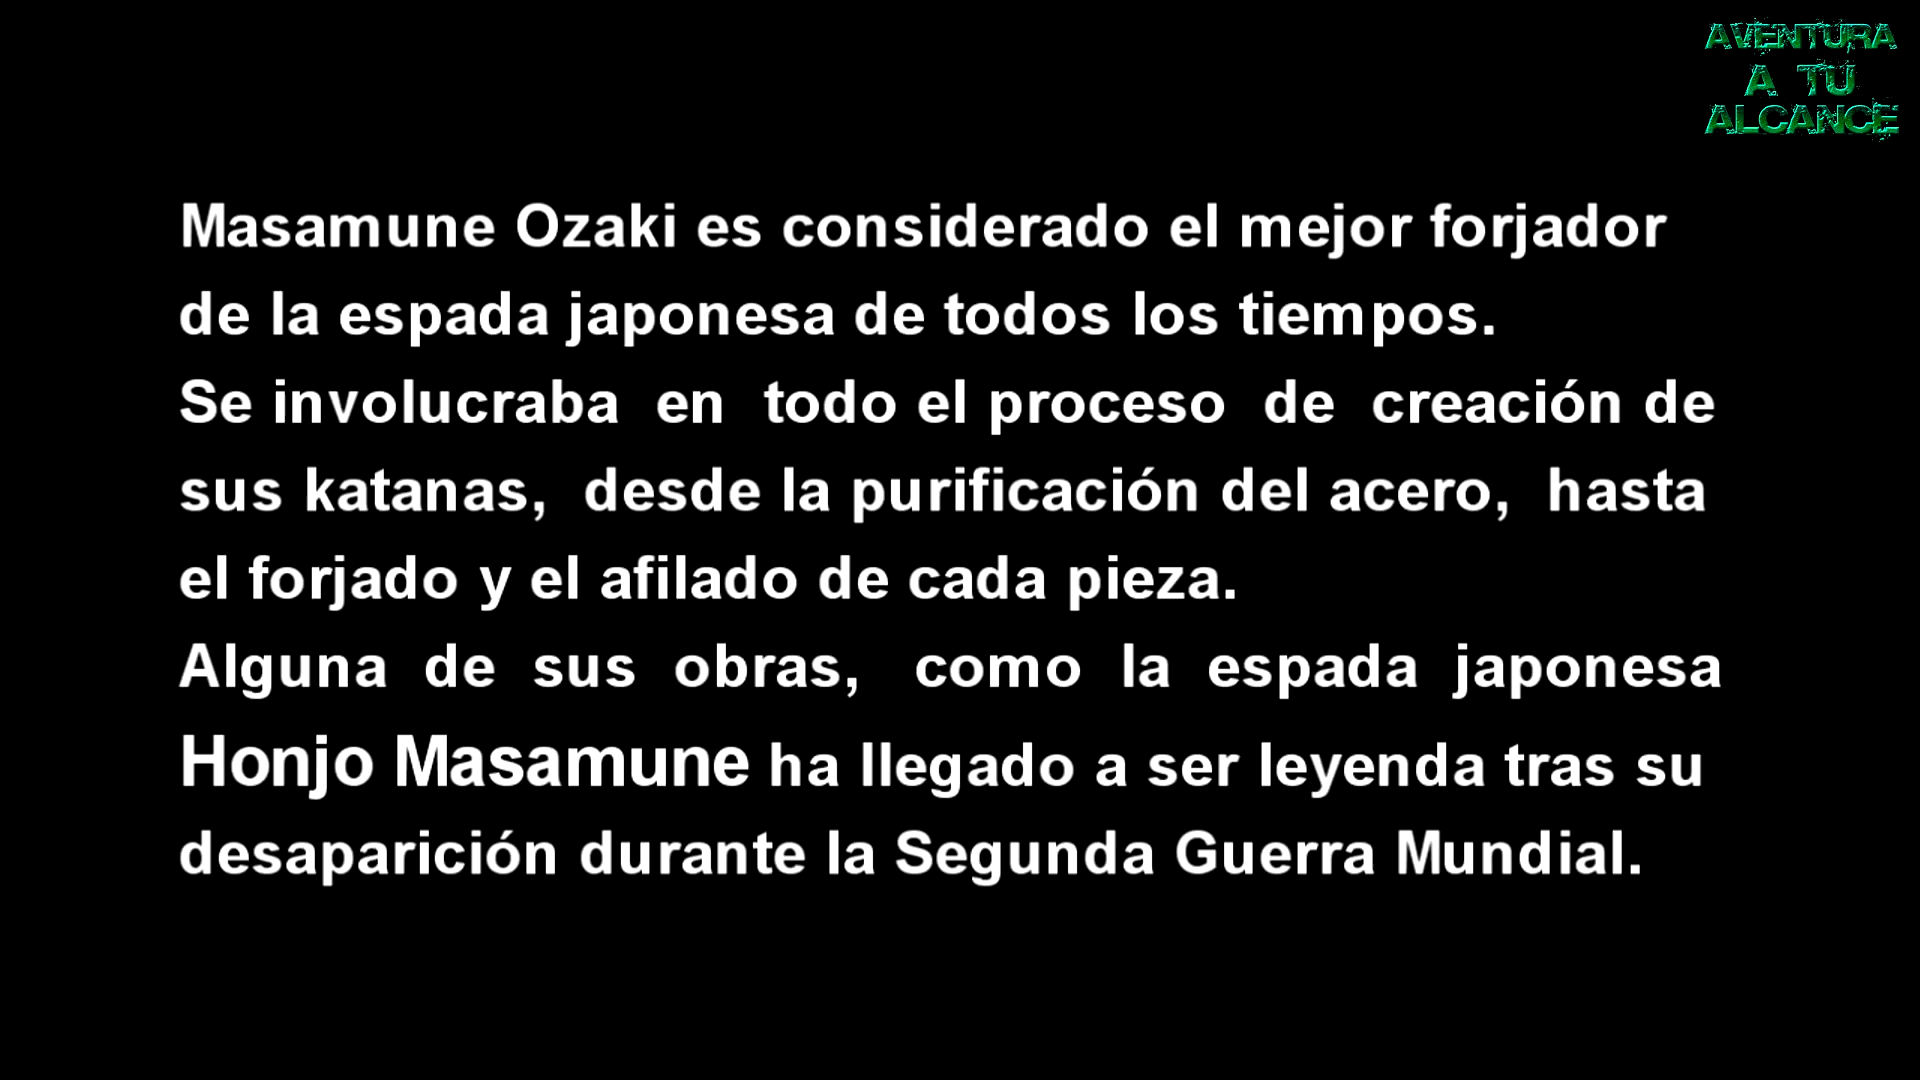 AVENTURA
A TU
ALCANCE
Masamune Ozaki es considerado el mejor forjador
de la espada japonesa de todos los tiempos.
Se involucraba en todo el proceso de creación de
sus katanas, desde la purificación del acero, hasta
el forjado y el afilado de cada pieza.
Alguna de sus obras, como la espada japonesa
Honjo Masamune ha llegado a ser leyenda tras su
desaparición durante la Segunda Guerra Mundial.